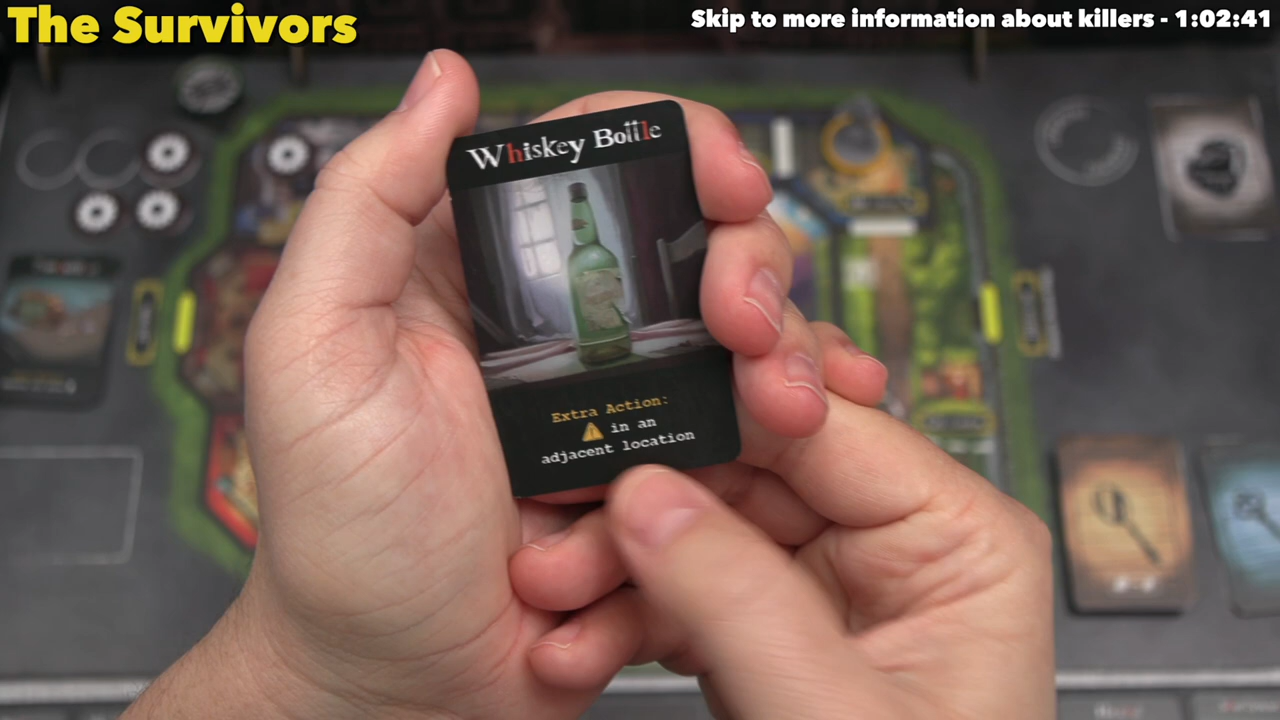 The Survivors
Skip to more information about killers - 1:02:41
Whiskey Bottle
Extra Action:
⚠ in an
adjacent location